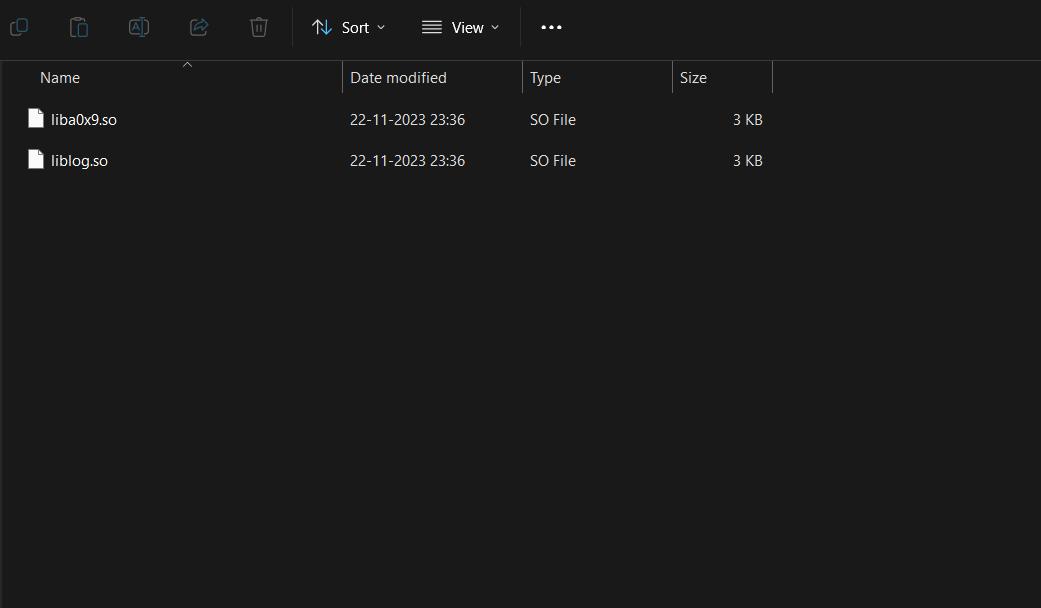 Sort View
Name Date modified Type Size
liba0x9.so 22-11-2023 23:36 SO File 3 KB
liblog.so 22-11-2023 23:36 SO File 3 KB